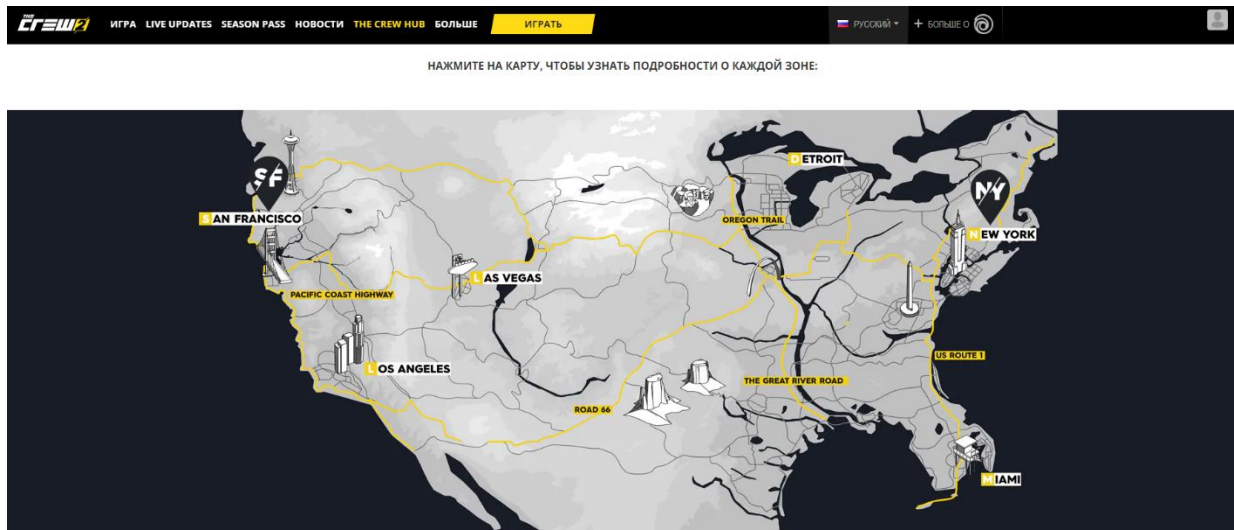 THE CREW 2
ИГРА LIVE UPDATES SEASON PASS НОВОСТИ THE CREW HUB БОЛЬШЕ ИГРАТЬ РУССКИЙ + БОЛЬШЕ О
НАЖМИТЕ НА КАРТУ, ЧТОБЫ УЗНАТЬ ПОДРОБНОСТИ О КАЖДОЙ ЗОНЕ:
DETROIT
SF
NY
SAN FRANCISCO
OREGON TRAIL
NEW YORK
LAS VEGAS
PACIFIC COAST HIGHWAY
US ROUTE 1
LOS ANGELES
THE GREAT RIVER ROAD
ROAD 66
MIAMI